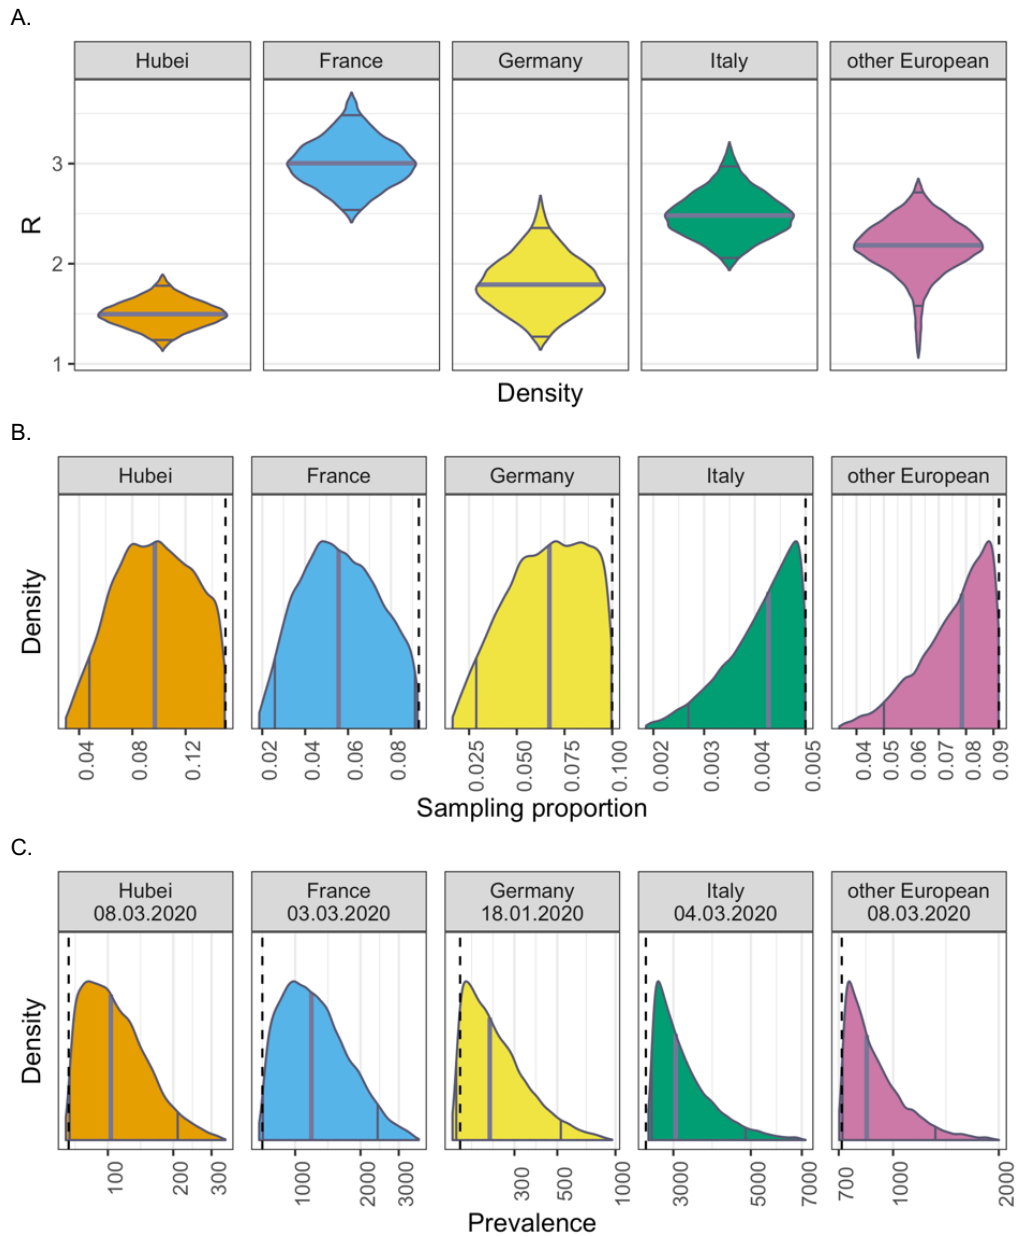 A.
Hubei France Germany Italy other European
R
3
2
1
Density
B.
Hubei France Germany Italy other European
Density
0.04 0.08 0.12 0.02 0.04 0.06 0.08 0.025 0.050 0.075 0.100 0.002 0.003 0.004 0.005 0.04 0.05 0.06 0.07 0.08 0.09
Sampling proportion
C.
Hubei France Germany Italy other European
08.03.2020 03.03.2020 18.01.2020 04.03.2020 08.03.2020
Density
100 200 300 1000 2000 3000 300 500 1000 3000 5000 7000 700 1000 2000
Prevalence